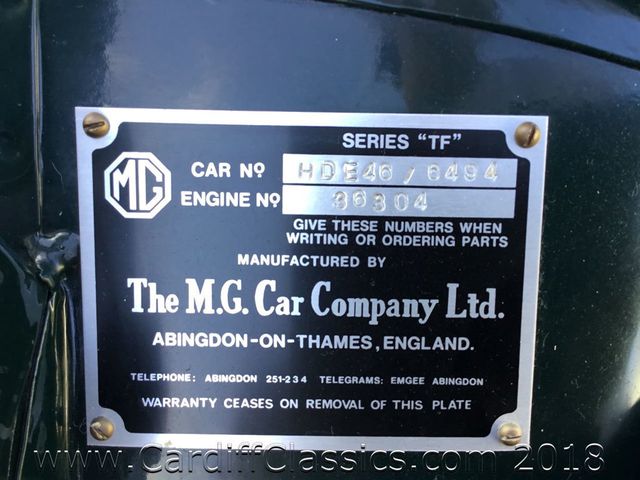 SERIES "TF"
MG
CAR Nº HDE46/6494
ENGINE Nº 36304
GIVE THESE NUMBERS WHEN
WRITING OR ORDERING PARTS
MANUFACTURED BY
The M.G. Car Company Ltd.
ABINGDON-ON-THAMES, ENGLAND.
TELEPHONE: ABINGDON 251-234 TELEGRAMS: EMGEE ABINGDON
WARRANTY CEASES ON REMOVAL OF THIS PLATE
www.CardiffClassics.com 2018